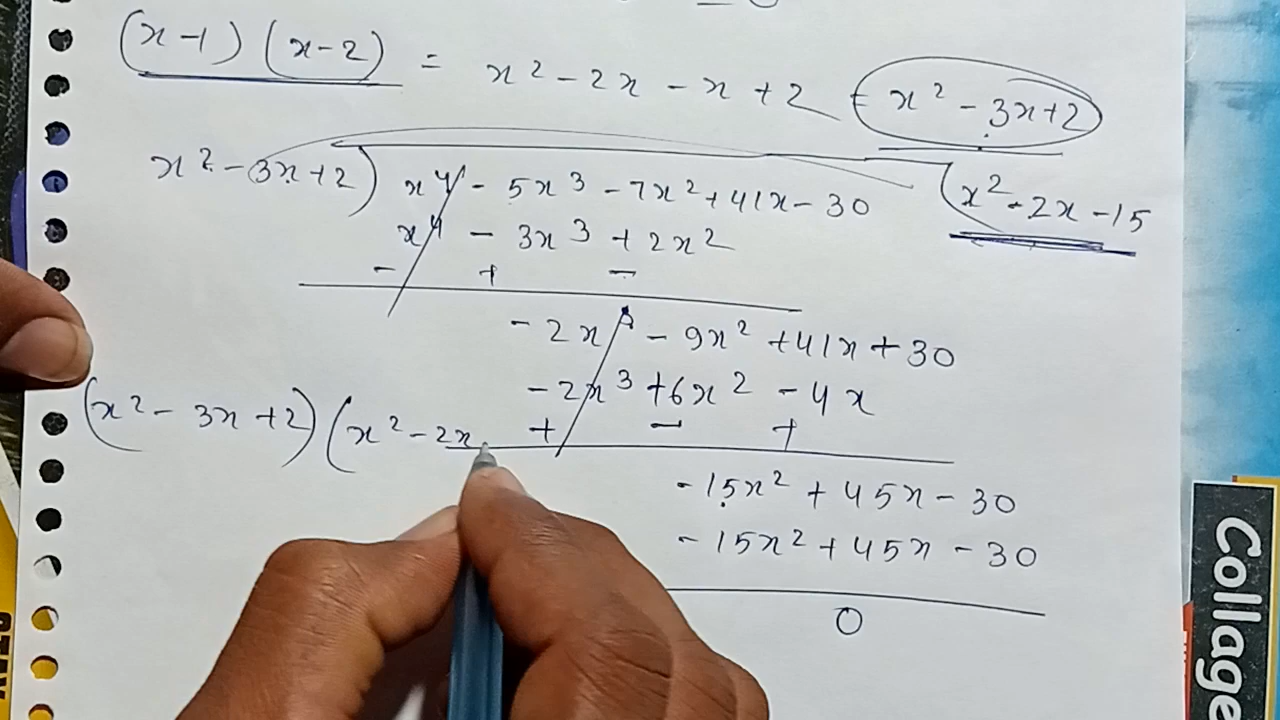 (x-1) (x-2) = x² - 2x - x + 2 = x² - 3x + 2
x² - 3x + 2) x⁴ - 5x³ - 7x² + 41x - 30 (x² - 2x - 15
x⁴ - 3x³ + 2x²
- + -
- 2x³ - 9x² + 41x + 30
- 2x³ + 6x² - 4x
+ - +
(x² - 3x + 2) (x² - 2x
- 15x² + 45x - 30
- 15x² + 45x - 30
0
Collage